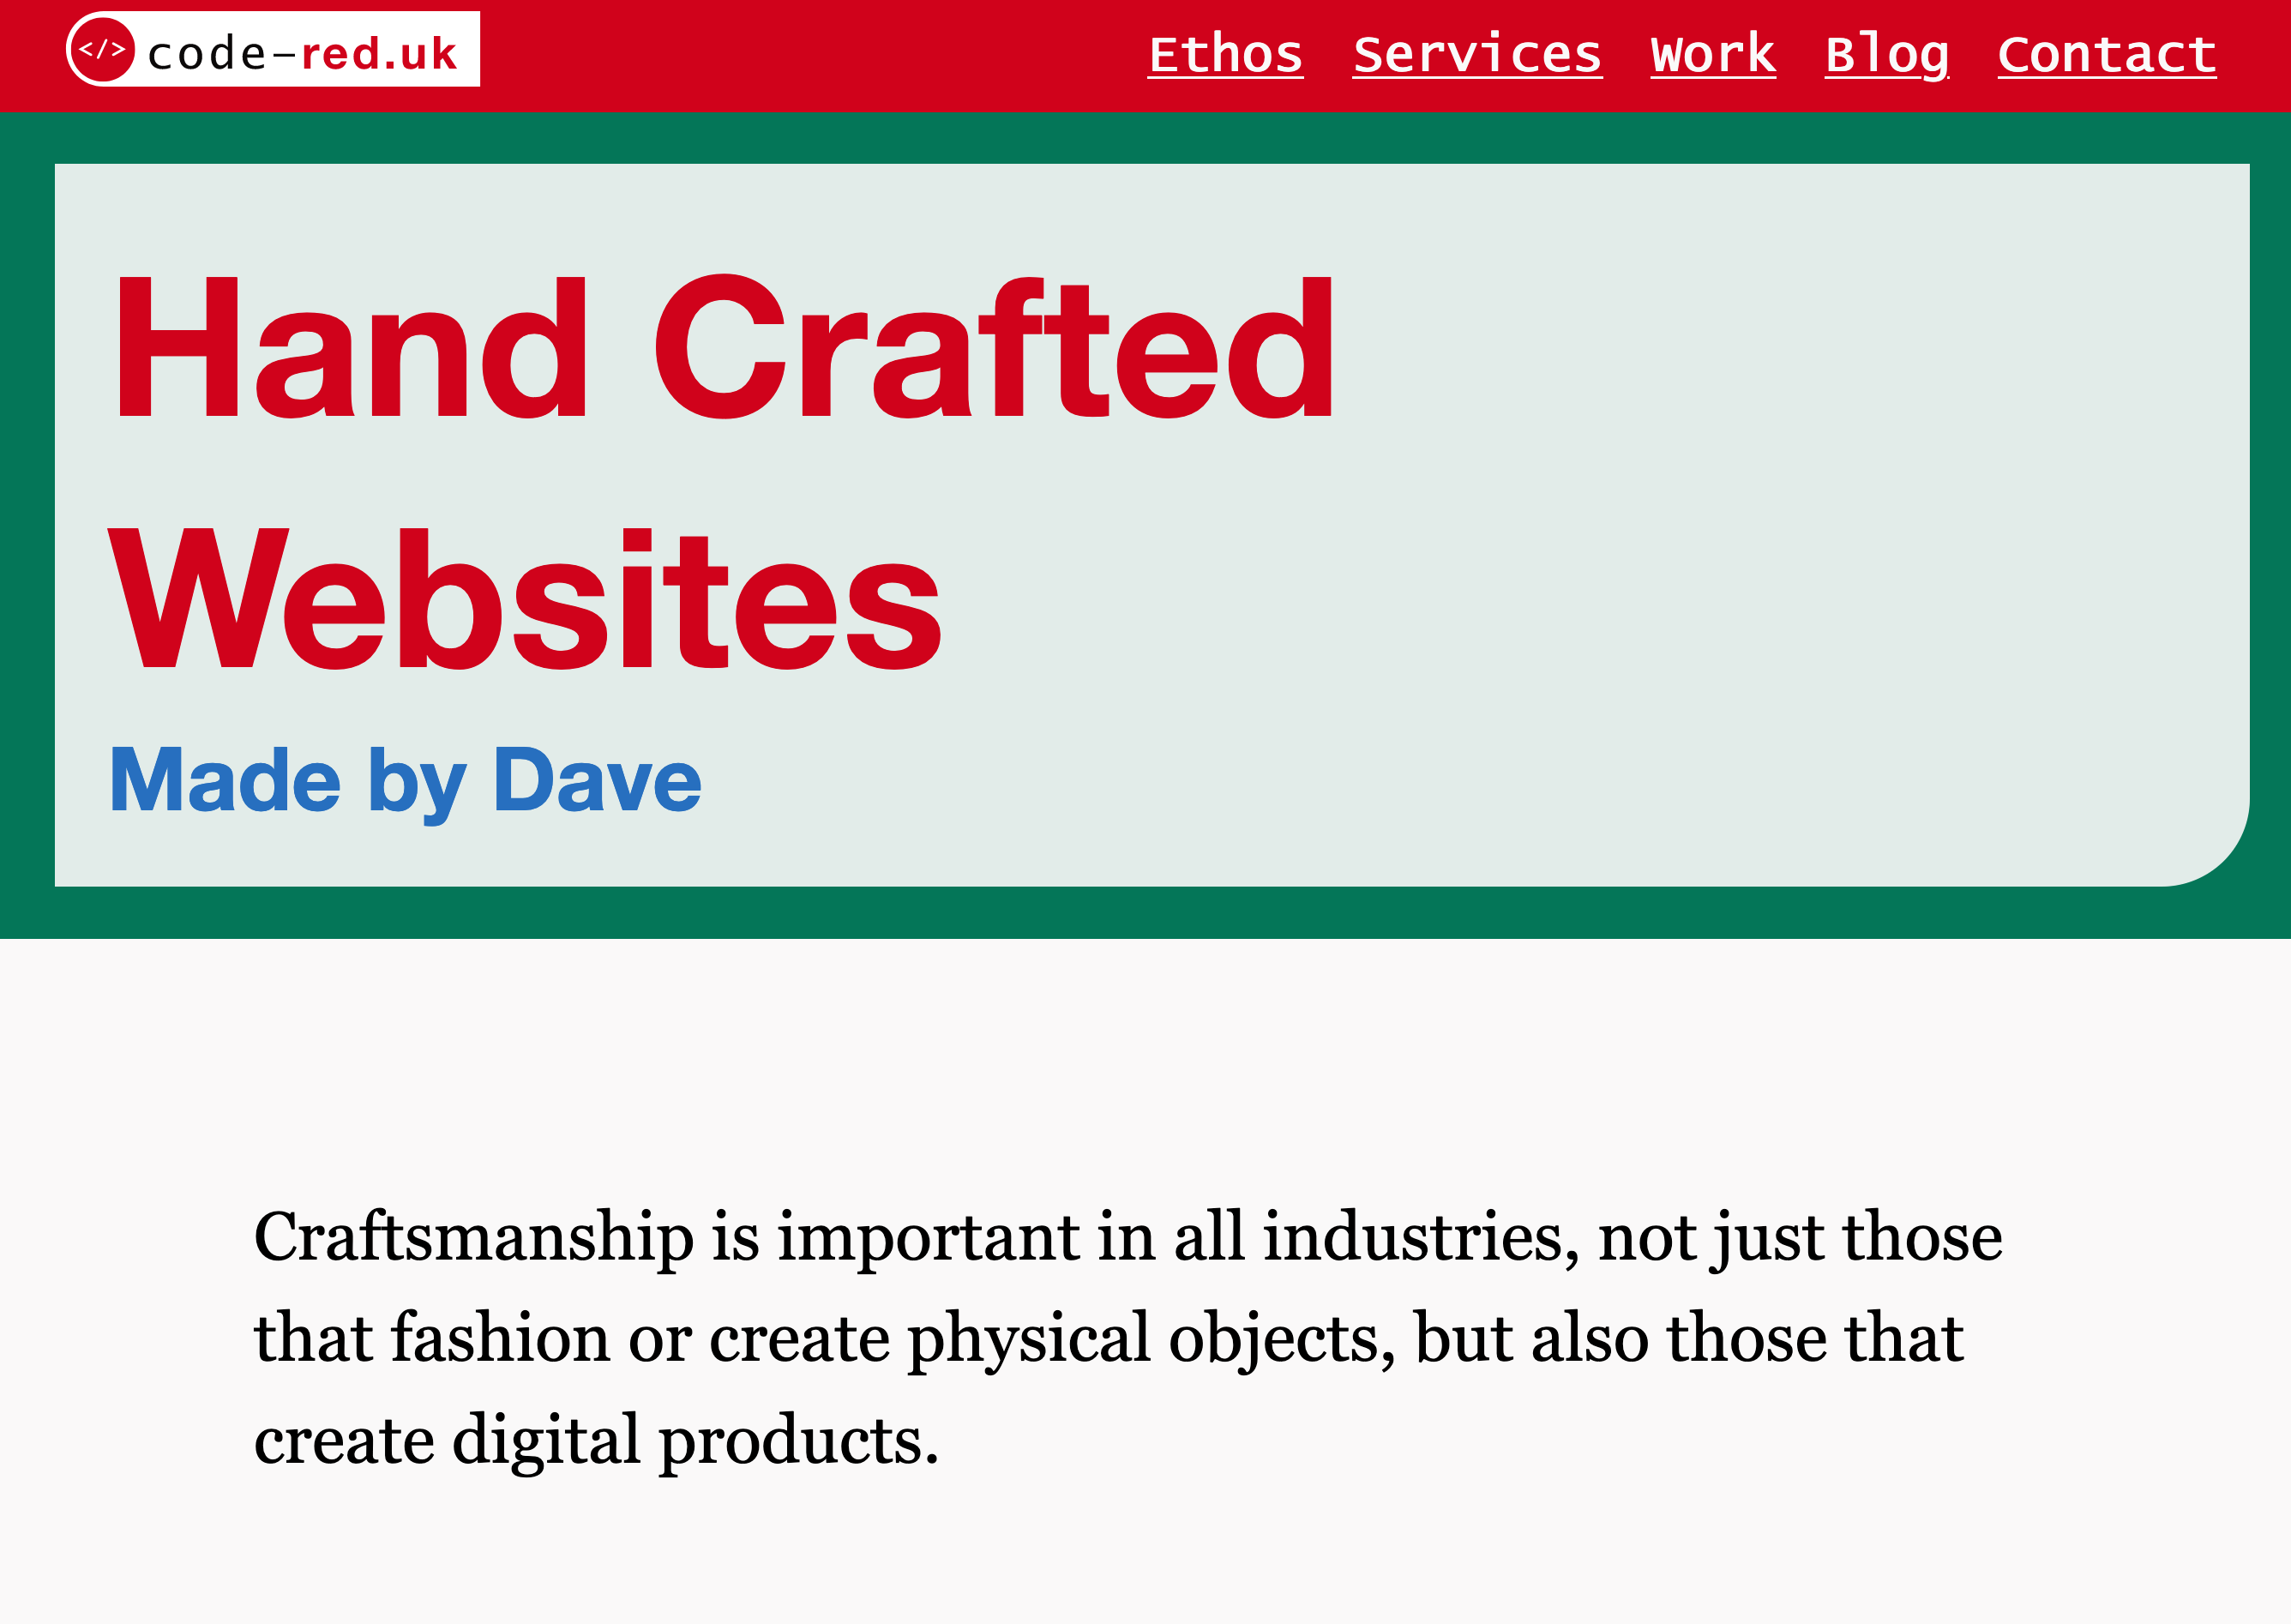 </> code-red.uk
Ethos Services Work Blog Contact
Hand Crafted
Websites
Made by Dave
Craftsmanship is important in all industries, not just those
that fashion or create physical objects, but also those that
create digital products.